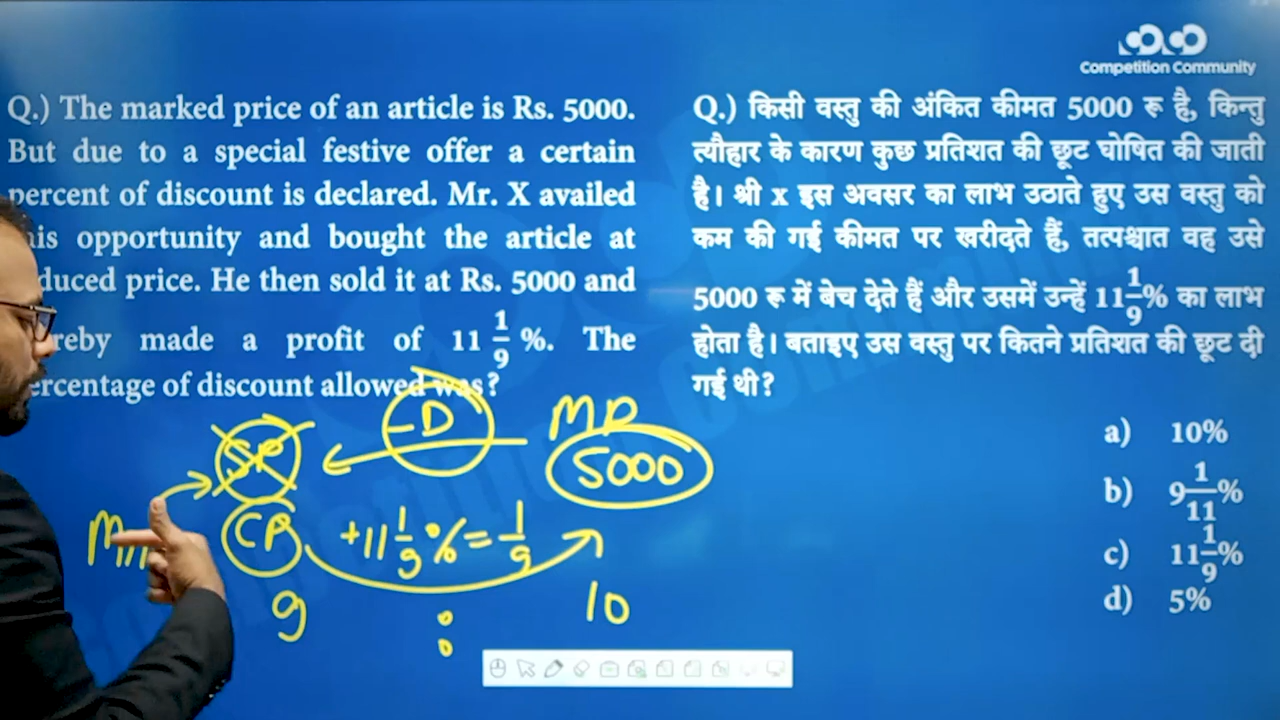 Competition Community
Q.) The marked price of an article is Rs. 5000.
But due to a special festive offer a certain
percent of discount is declared. Mr. X availed
his opportunity and bought the article at
duced price. He then sold it at Rs. 5000 and
reby made a profit of 11 1/9 %. The
ercentage of discount allowed was?
Q.) किसी वस्तु की अंकित कीमत 5000 रू है, किन्तु
त्यौहार के कारण कुछ प्रतिशत की छूट घोषित की जाती
है। श्री x इस अवसर का लाभ उठाते हुए उस वस्तु को
कम की गई कीमत पर खरीदते हैं, तत्पश्चात वह उसे
5000 रू में बेच देते हैं और उसमें उन्हें 11 1/9% का लाभ
होता है। बताइए उस वस्तु पर कितने प्रतिशत की छूट दी
गई थी?
a) 10%
b) 9 1/11%
c) 11 1/9%
d) 5%
SP
-D
MP
5000
CP +11 1/9 % = 1/9
9 : 10